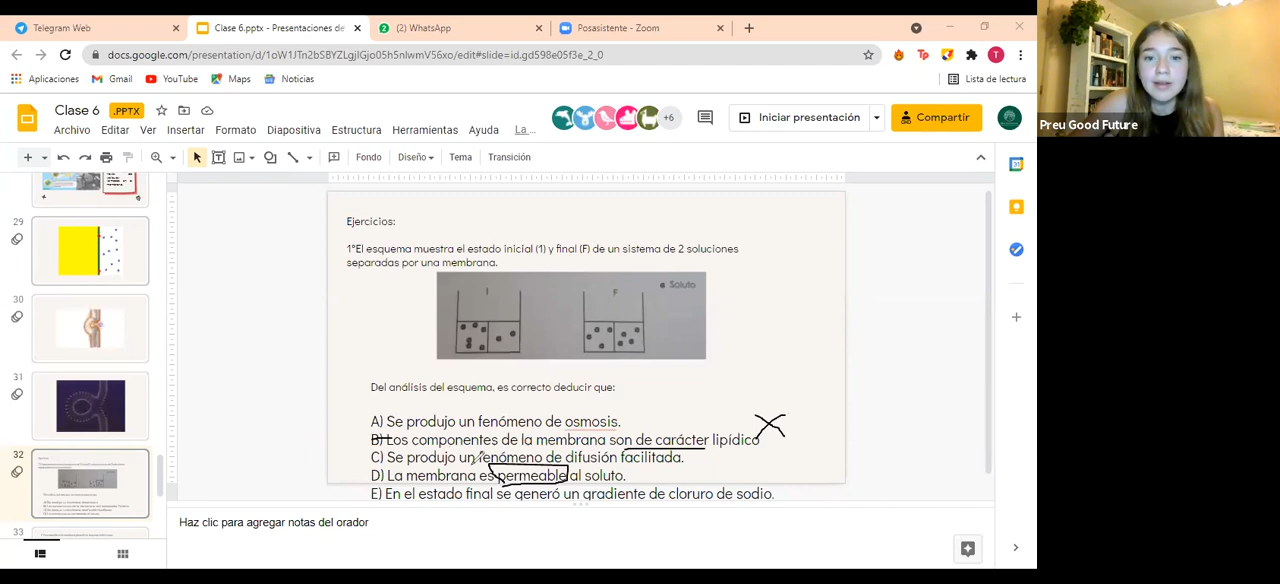 Telegram Web
Clase 6.pptx - Presentaciones de
(2) WhatsApp
Posasistente - Zoom
docs.google.com/presentation/d/1oW1JTn2bSBYZLgjlGjo05h5nIwmV56xo/edit#slide=id.gd598e05f3e_2_0
Aplicaciones
Gmail
YouTube
Maps
Noticias
Lista de lectura
Preu Good Future
Clase 6
.PPTX
+6
Iniciar presentación
Compartir
Archivo
Editar
Ver
Insertar
Formato
Diapositiva
Estructura
Herramientas
Ayuda
La...
Fondo
Diseño
Tema
Transición
29
30
31
32
33
Ejercicios:
1°El esquema muestra el estado inicial (1) y final (F) de un sistema de 2 soluciones
separadas por una membrana.
I
F
Soluto
Del análisis del esquema, es correcto deducir que:
A) Se produjo un fenómeno de osmosis.
B) Los componentes de la membrana son de carácter lipídico
C) Se produjo un fenómeno de difusión facilitada.
D) La membrana es permeable al soluto.
E) En el estado final se generó un gradiente de cloruro de sodio.
Haz clic para agregar notas del orador